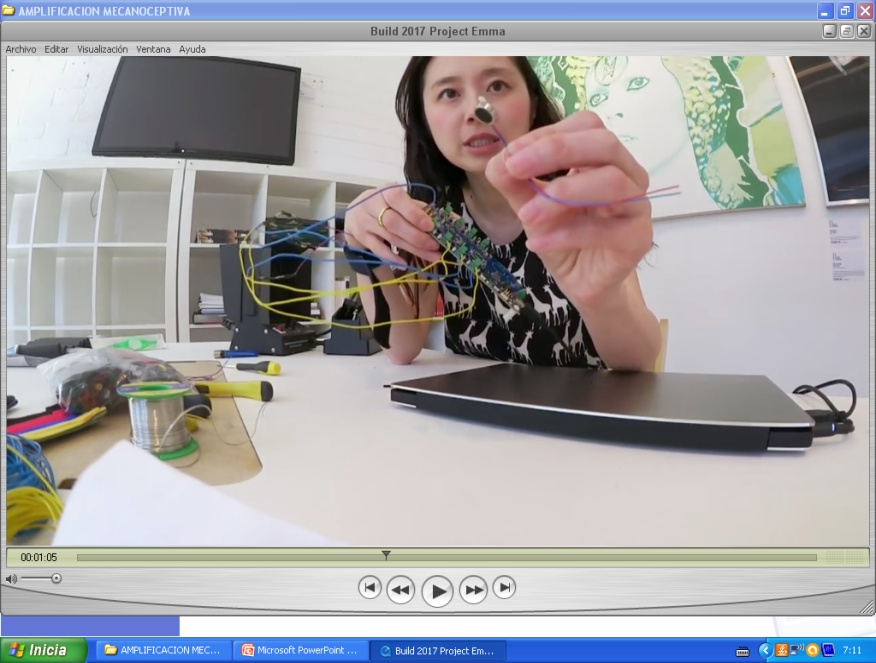 AMPLIFICACION MECANOCEPTIVA
Build 2017 Project Emma
Archivo Editar Visualización Ventana Ayuda
00:01:05
Inicia
AMPLIFICACION MEC...
Microsoft PowerPoint ...
Build 2017 Project Em...
7:11